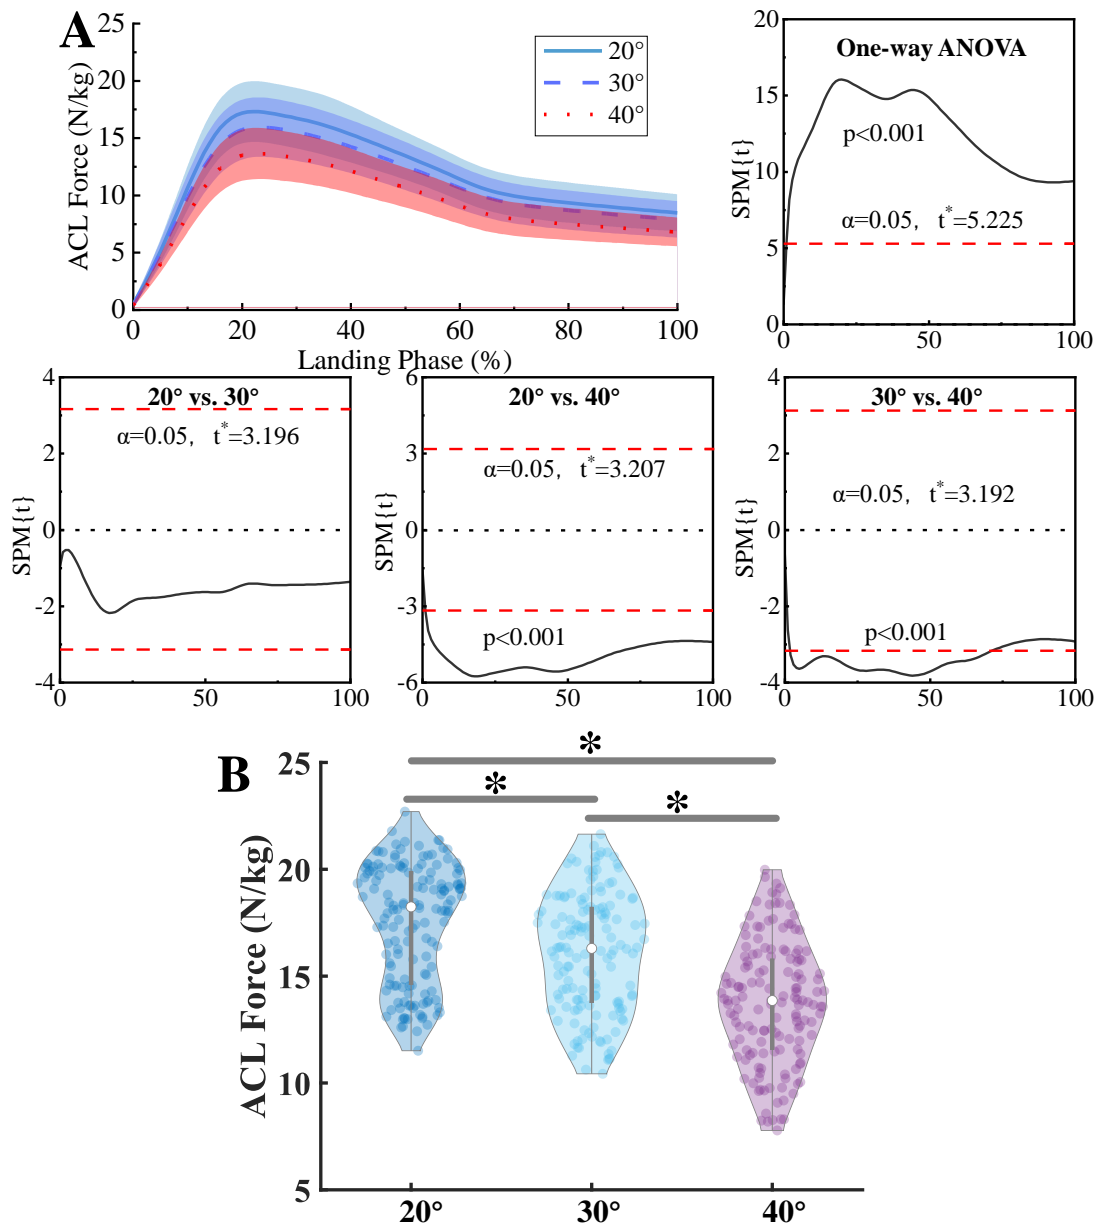 A
ACL Force (N/kg)
25
20
15
10
5
0
0 20 40 60 80 100
Landing Phase (%)
20°
30°
40°
One-way ANOVA
SPM{t}
20
15
10
5
0
p<0.001
α=0.05, t*=5.225
0 50 100
20° vs. 30°
SPM{t}
4
2
0
-2
-4
α=0.05, t*=3.196
0 50 100
20° vs. 40°
SPM{t}
6
3
0
-3
-6
α=0.05, t*=3.207
p<0.001
0 50 100
30° vs. 40°
SPM{t}
4
2
0
-2
-4
α=0.05, t*=3.192
p<0.001
0 50 100
B
ACL Force (N/kg)
25
20
15
10
5
*
*
*
20° 30° 40°